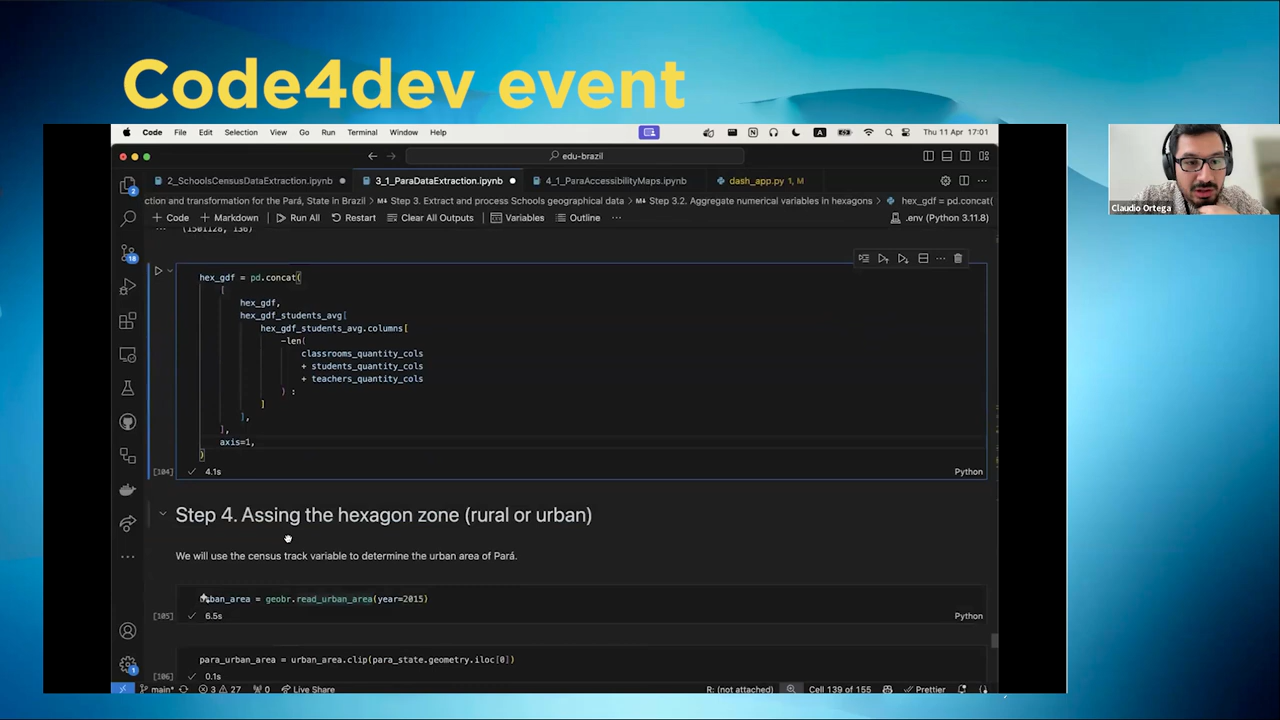 Code4dev event
Code File Edit Selection View Go Run Terminal Window Help
Thu 11 Apr 17:01
edu-brazil
2_SchoolsCensusDataExtraction.ipynb
3_1_ParaDataExtraction.ipynb
4_1_ParaAccessibilityMaps.ipynb
dash_app.py 1, M
ction and transformation for the Pará, State in Brazil > Step 3. Extract and process Schools geographical data > Step 3.2. Aggregate numerical variables in hexagons > hex_gdf = pd.concat(
+ Code + Markdown Run All Restart Clear All Outputs Variables Outline ...
.env (Python 3.11.8)
(1501128, 136)
hex_gdf = pd.concat(
[
hex_gdf,
hex_gdf_students_avg[
hex_gdf_students_avg.columns[
-len(
classrooms_quantity_cols
+ students_quantity_cols
+ teachers_quantity_cols
) :
]
],
],
axis=1,
)
[104] 4.1s Python
Step 4. Assing the hexagon zone (rural or urban)
We will use the census track variable to determine the urban area of Pará.
urban_area = geobr.read_urban_area(year=2015)
[105] 6.5s Python
para_urban_area = urban_area.clip(para_state.geometry.iloc[0])
[106] 0.1s Python
main* 3 27 0 Live Share
R: (not attached) Cell 139 of 155 Prettier
Claudio Ortega